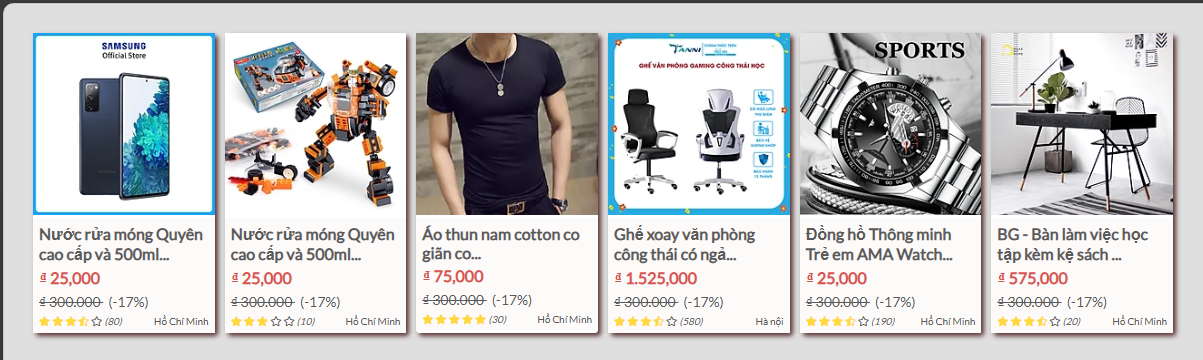 SAMSUNG
Official Store
Nước rửa móng Quyên
cao cấp và 500ml...
₫ 25,000
₫ 300.000 (-17%)
(80) Hồ Chí Minh
Nước rửa móng Quyên
cao cấp và 500ml...
₫ 25,000
₫ 300.000 (-17%)
(10) Hồ Chí Minh
Áo thun nam cotton co
giãn co...
₫ 75,000
₫ 300.000 (-17%)
(30) Hồ Chí Minh
TANNI
GHẾ VĂN PHÒNG GAMING CÔNG THÁI HỌC
Ghế xoay văn phòng
công thái có ngả...
₫ 1.525,000
₫ 300.000 (-17%)
(580) Hà nội
SPORTS
Đồng hồ Thông minh
Trẻ em AMA Watch...
₫ 25,000
₫ 300.000 (-17%)
(190) Hồ Chí Minh
BG - Bàn làm việc học
tập kèm kệ sách ...
₫ 575,000
₫ 300.000 (-17%)
(20) Hồ Chí Minh